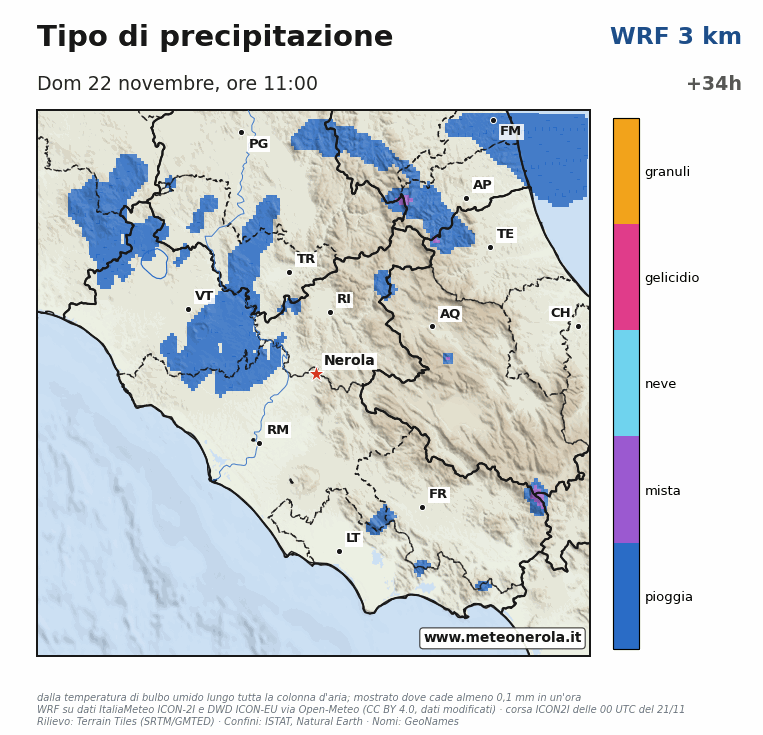 Tipo di precipitazione
WRF 3 km
Dom 22 novembre, ore 11:00
+34h
PG
FM
AP
TE
TR
VT
RI
AQ
CH
Nerola
RM
FR
LT
www.meteonerola.it
granuli
gelicidio
neve
mista
pioggia
dalla temperatura di bulbo umido lungo tutta la colonna d'aria; mostrato dove cade almeno 0,1 mm in un'ora
WRF su dati ItaliaMeteo ICON-2I e DWD ICON-EU via Open-Meteo (CC BY 4.0, dati modificati) · corsa ICON2I delle 00 UTC del 21/11
Rilievo: Terrain Tiles (SRTM/GMTED) · Confini: ISTAT, Natural Earth · Nomi: GeoNames